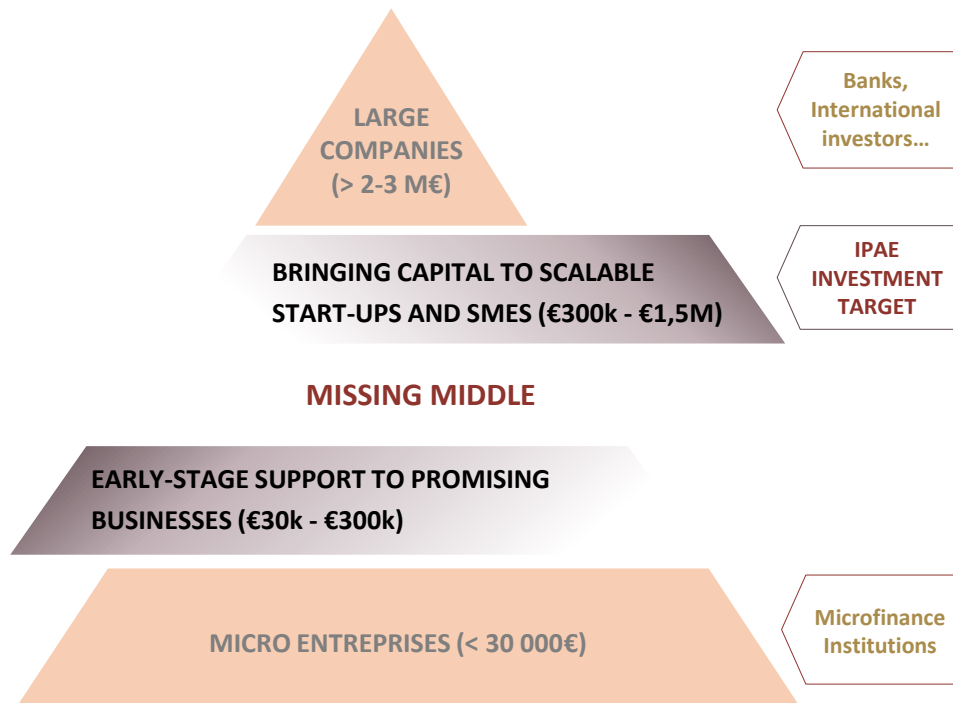 LARGE
COMPANIES
(> 2-3 M€)
Banks,
International
investors…
BRINGING CAPITAL TO SCALABLE
START-UPS AND SMES (€300k - €1,5M)
IPAE
INVESTMENT
TARGET
MISSING MIDDLE
EARLY-STAGE SUPPORT TO PROMISING
BUSINESSES (€30k - €300k)
MICRO ENTREPRISES (< 30 000€)
Microfinance
Institutions